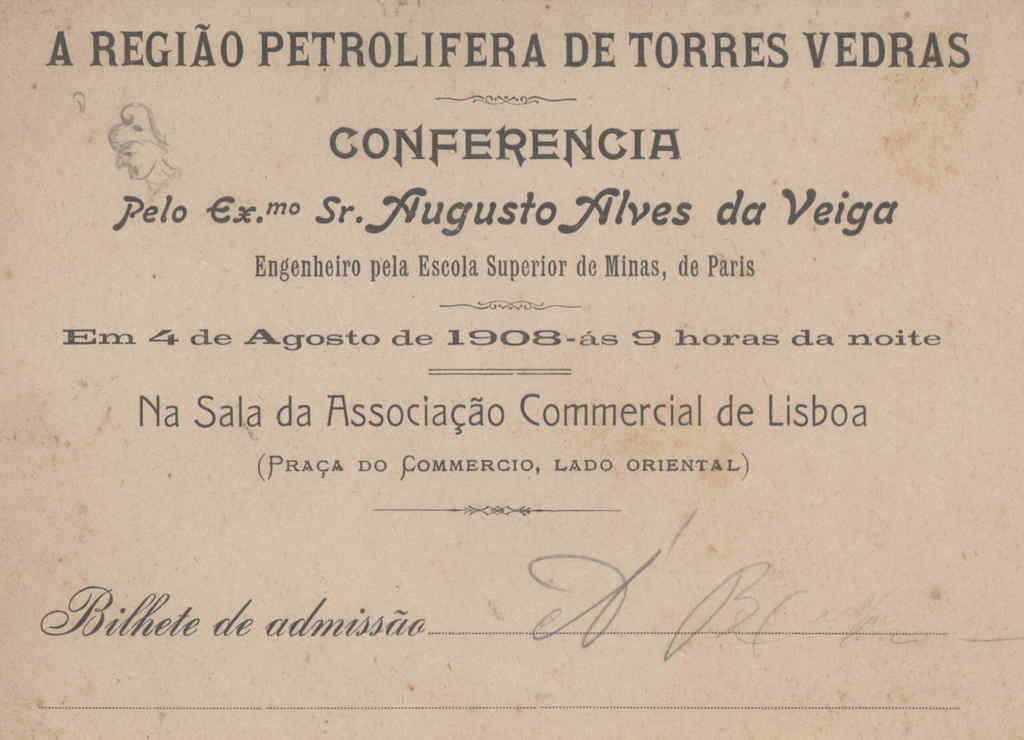 A REGIÃO PETROLIFERA DE TORRES VEDRAS
CONFERENCIA
Pelo Ex.mo Sr. Augusto Alves da Veiga
Engenheiro pela Escola Superior de Minas, de Paris
Em 4 de Agosto de 1908-ás 9 horas da noite
Na Sala da Associação Commercial de Lisboa
(PRAÇA DO COMMERCIO, LADO ORIENTAL)
Bilhete de admissão